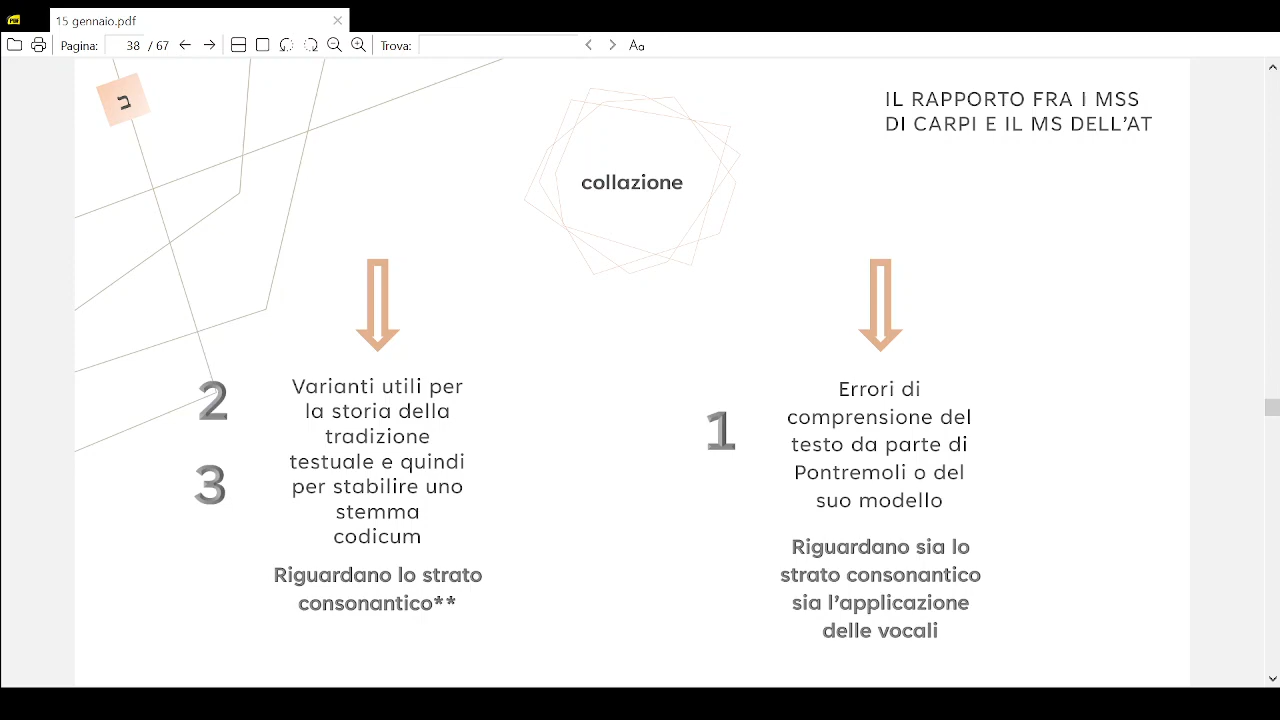 15 gennaio.pdf
Pagina: 38 / 67 Trova: Aa
ב
IL RAPPORTO FRA I MSS
DI CARPI E IL MS DELL'AT
collazione
2
3
Varianti utili per
la storia della
tradizione
testuale e quindi
per stabilire uno
stemma
codicum
Riguardano lo strato
consonantico**
1
Errori di
comprensione del
testo da parte di
Pontremoli o del
suo modello
Riguardano sia lo
strato consonantico
sia l'applicazione
delle vocali